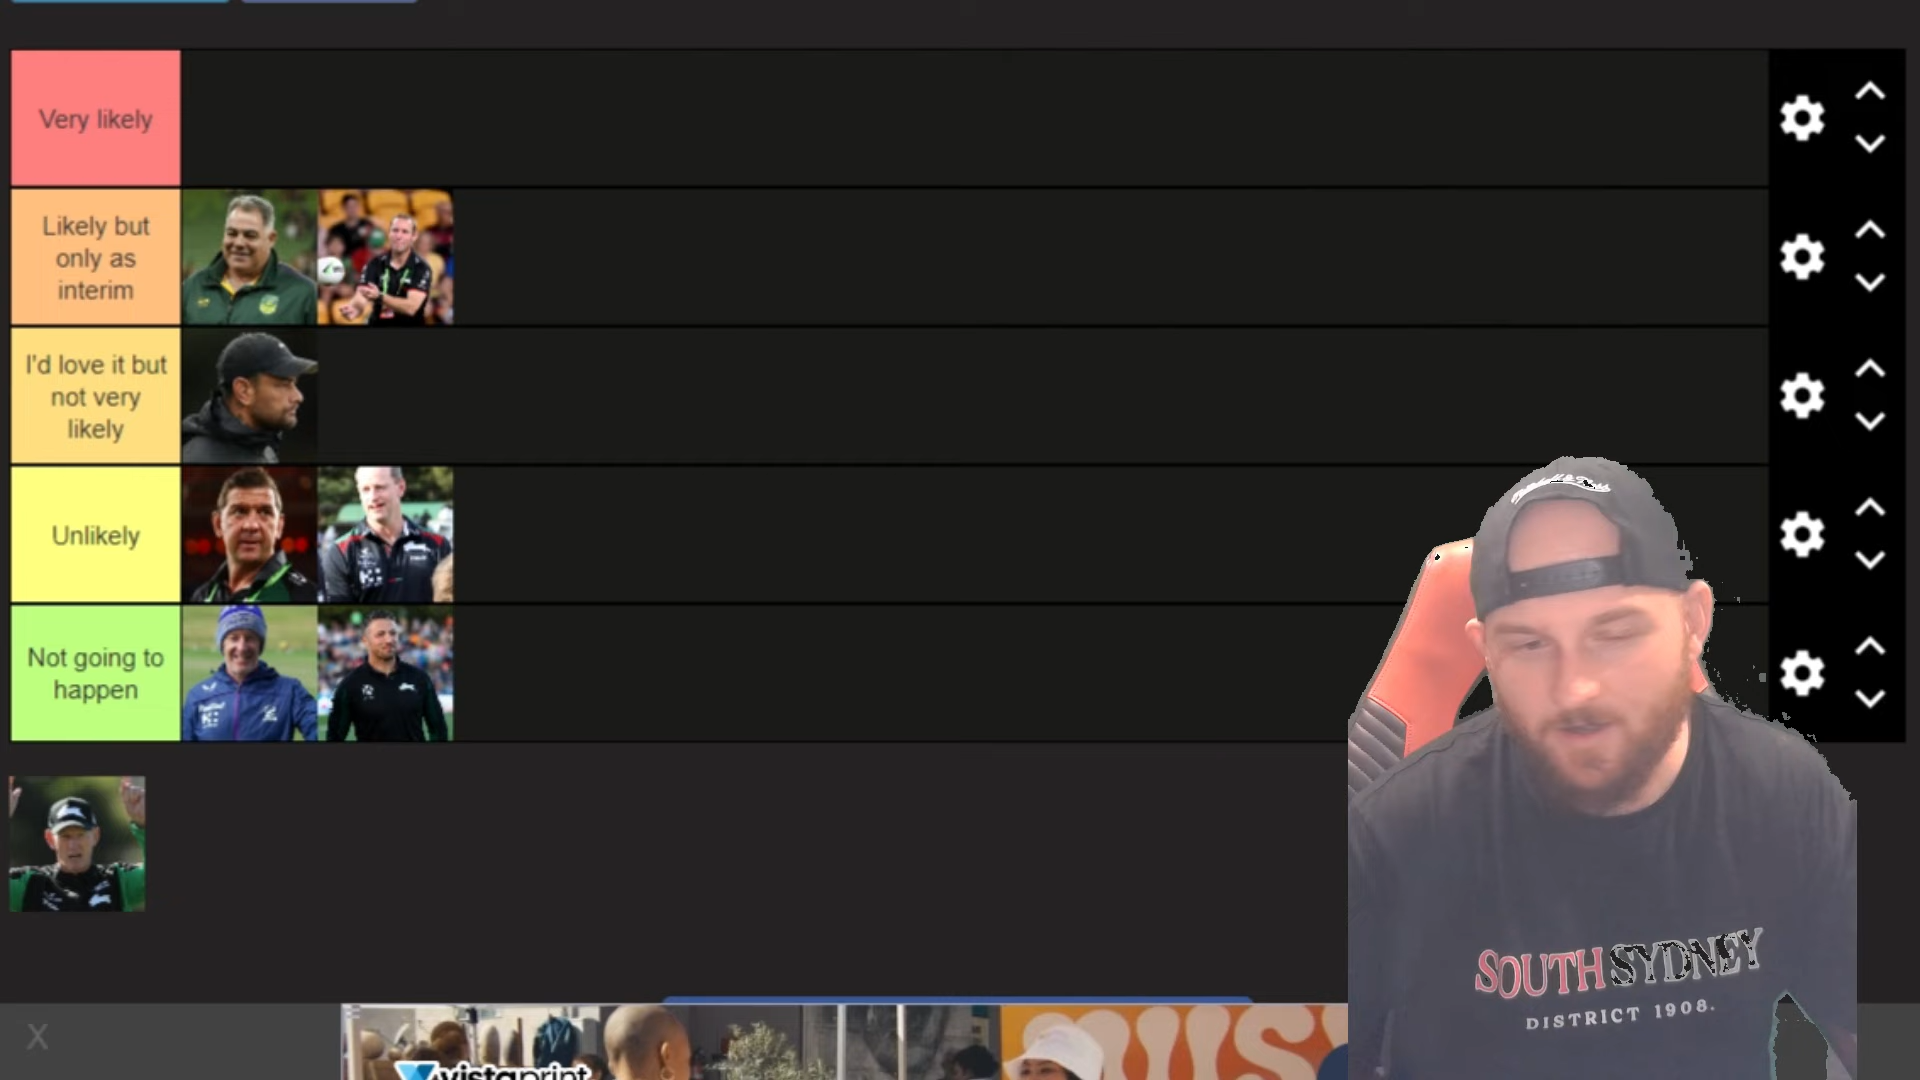 Very likely
Likely but
only as
interim
I'd love it but
not very
likely
Unlikely
Not going to
happen
SOUTH SYDNEY
DISTRICT 1908.
X
vistaprint